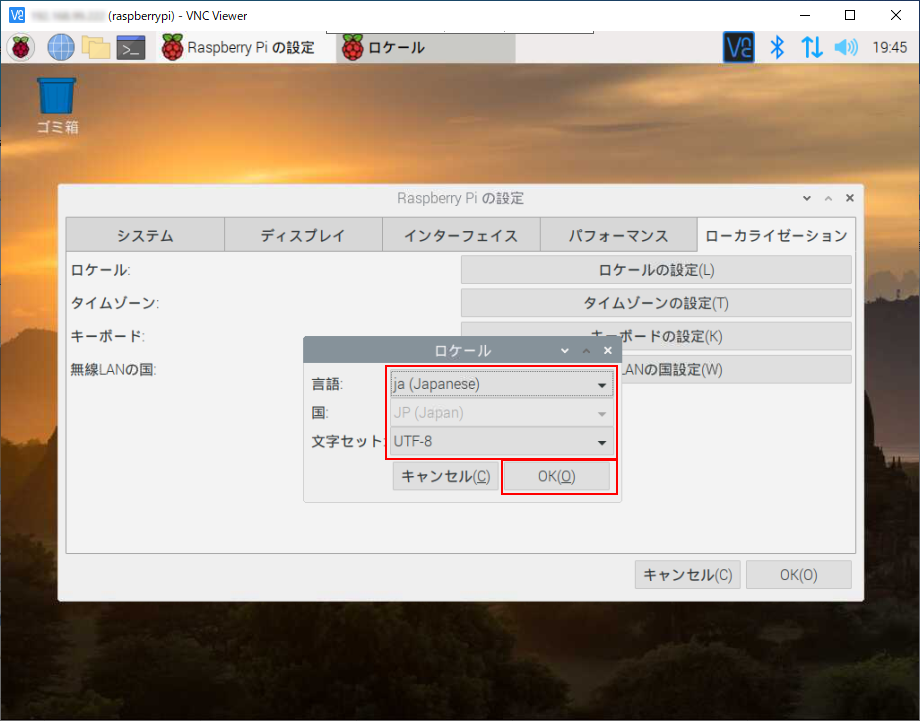 (raspberrypi) - VNC Viewer
Raspberry Pi の設定
ロケール
19:45
ゴミ箱
Raspberry Pi の設定
システム
ディスプレイ
インターフェイス
パフォーマンス
ローカライゼーション
ロケール:
ロケールの設定(L)
タイムゾーン:
タイムゾーンの設定(T)
キーボード:
キーボードの設定(K)
無線LANの国:
LANの国設定(W)
ロケール
言語:
ja (Japanese)
国:
JP (Japan)
文字セット:
UTF-8
キャンセル(C)
OK(O)
キャンセル(C)
OK(O)